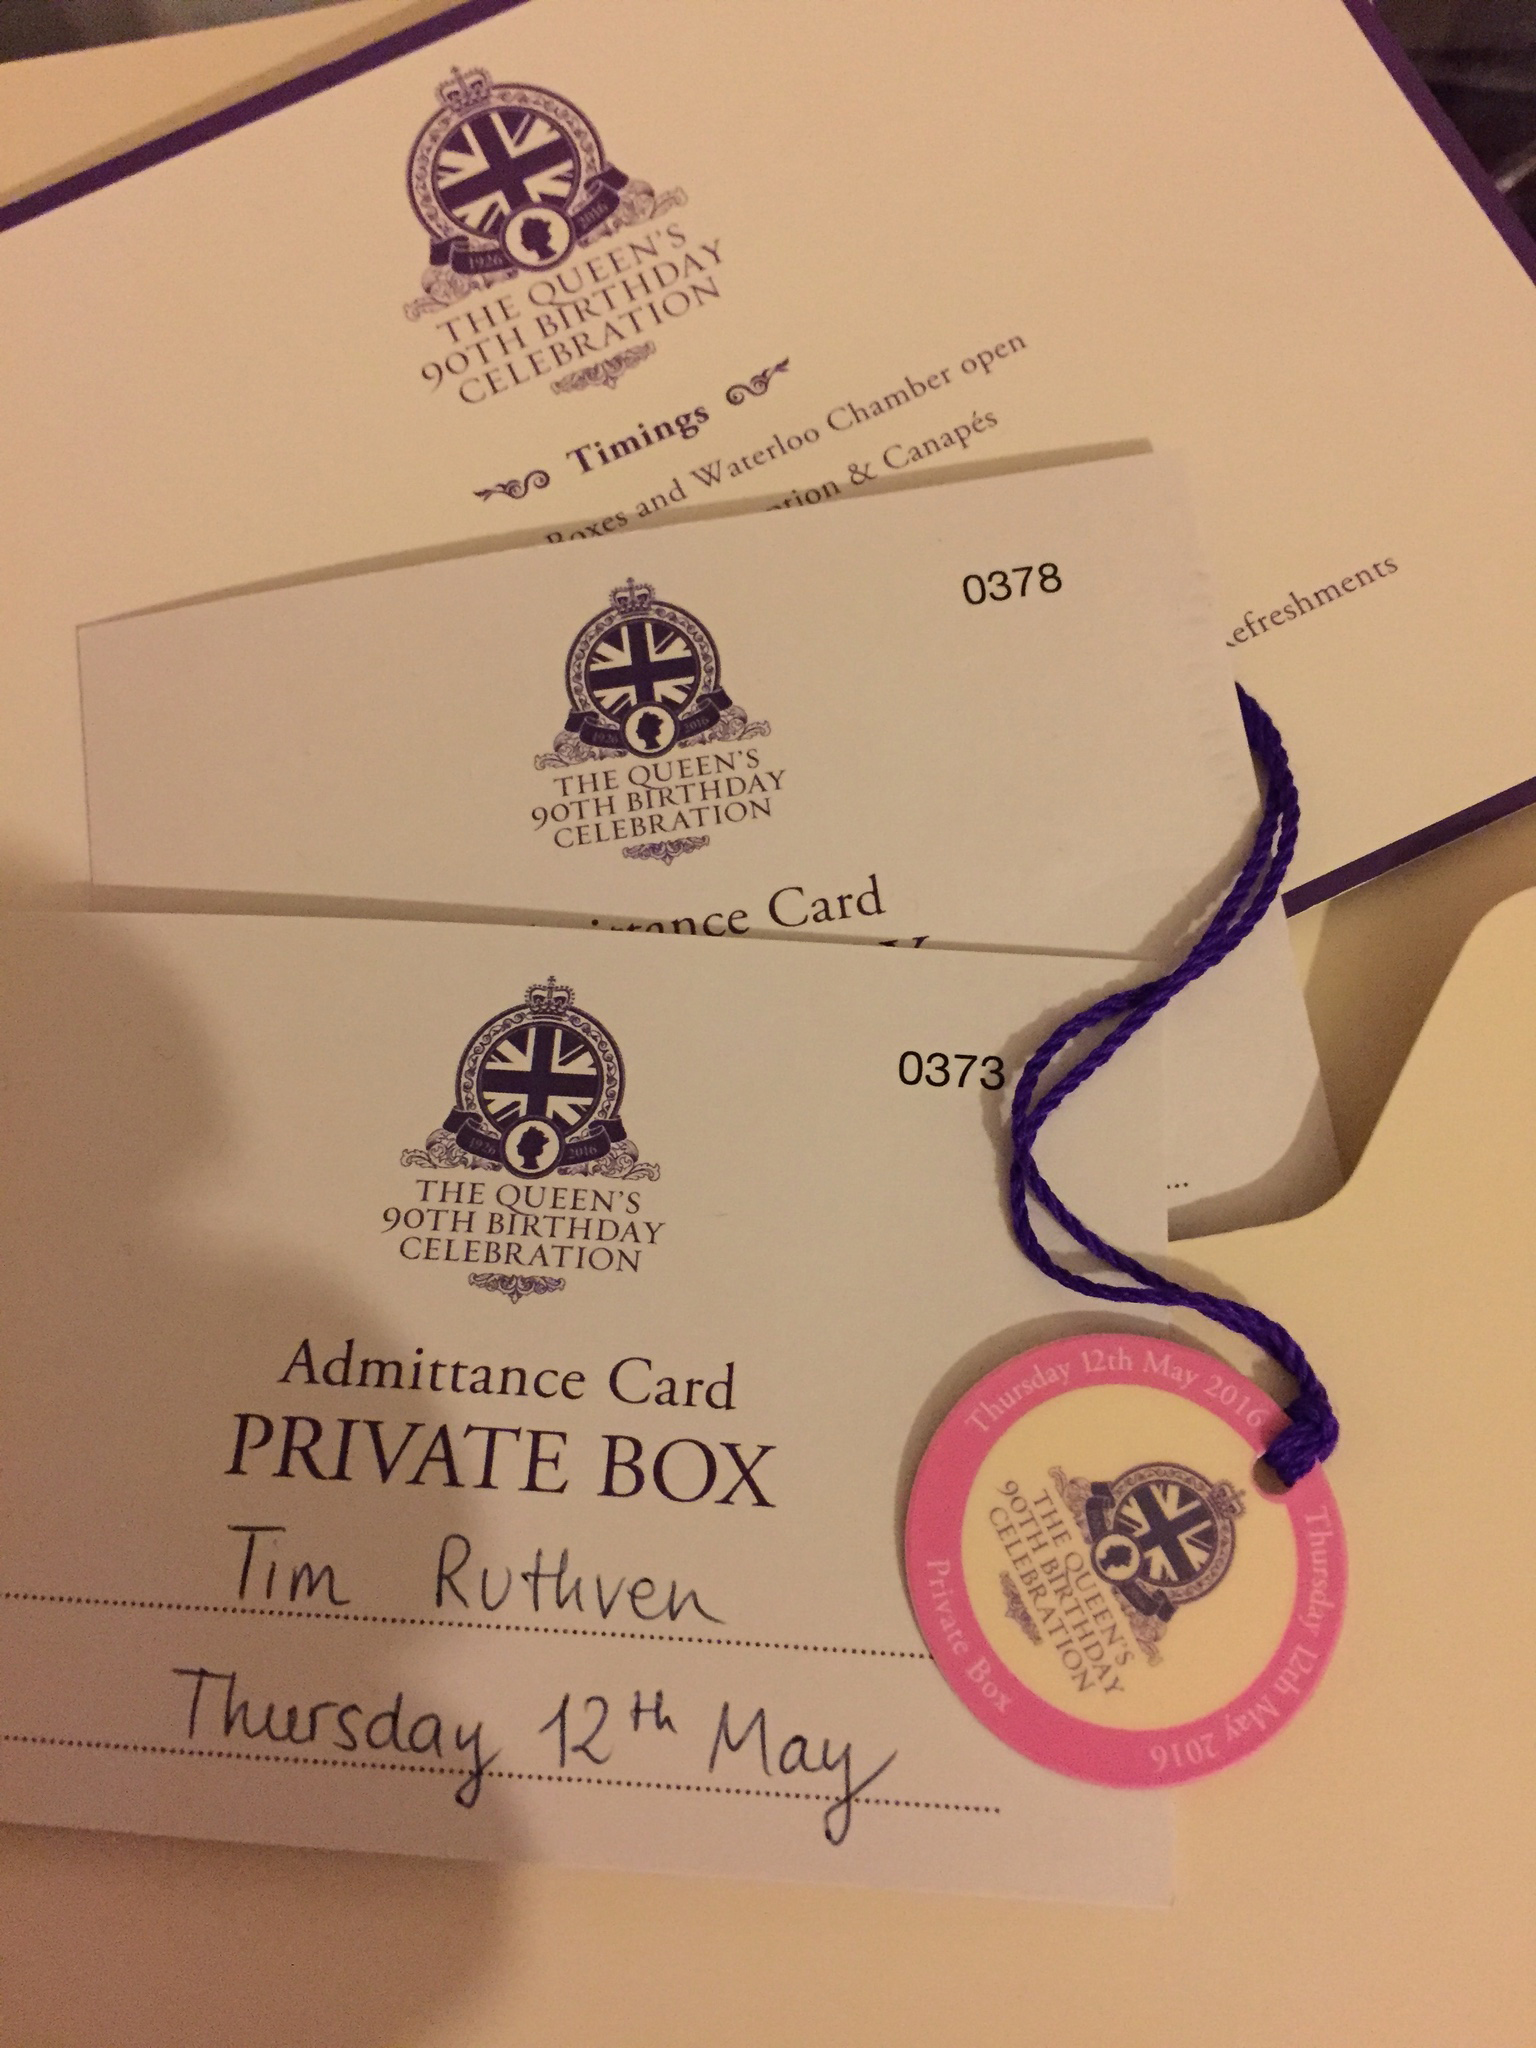 1926 2016
THE QUEEN'S
90TH BIRTHDAY
CELEBRATION
Timings
Boxes and Waterloo Chamber open
& Canapés
0378
1926 2016
THE QUEEN'S
90TH BIRTHDAY
CELEBRATION
Card
0373
1926 2016
THE QUEEN'S
90TH BIRTHDAY
CELEBRATION
Admittance Card
PRIVATE BOX
Tim Ruthven
Thursday 12th May
Thursday 12th May 2016
Thursday 12th May 2016
Private Box
THE QUEEN'S
90TH BIRTHDAY
CELEBRATION